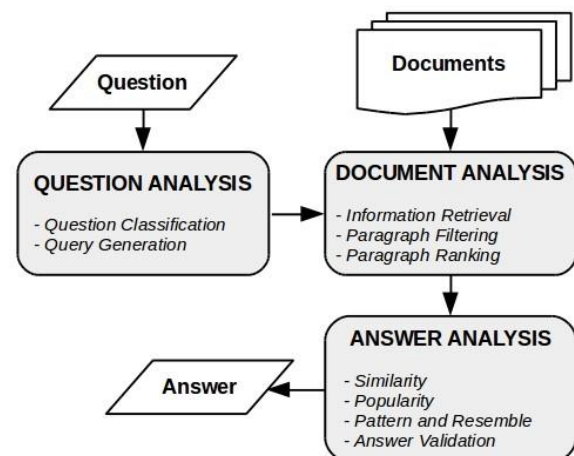 Question
Documents
QUESTION ANALYSIS
- Question Classification
- Query Generation
DOCUMENT ANALYSIS
- Information Retrieval
- Paragraph Filtering
- Paragraph Ranking
ANSWER ANALYSIS
- Similarity
- Popularity
- Pattern and Resemble
- Answer Validation
Answer